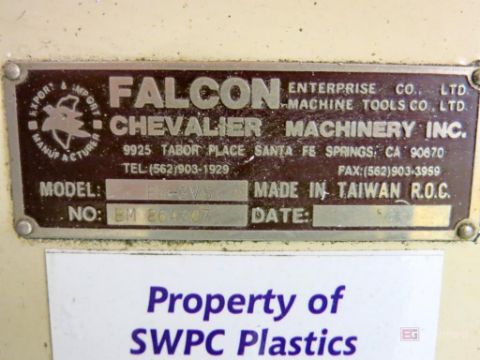 EXPORT & IMPORT
MANUFACTURER
FALCON ENTERPRISE CO., LTD.
MACHINE TOOLS CO., LTD.
CHEVALIER MACHINERY INC.
9925 TABOR PLACE SANTA FE SPRINGS, CA 90670
TEL:(562)903-1929 FAX:(562)903-3959
MODEL: MADE IN TAIWAN R.O.C.
NO: BM DATE:
Property of
SWPC Plastics